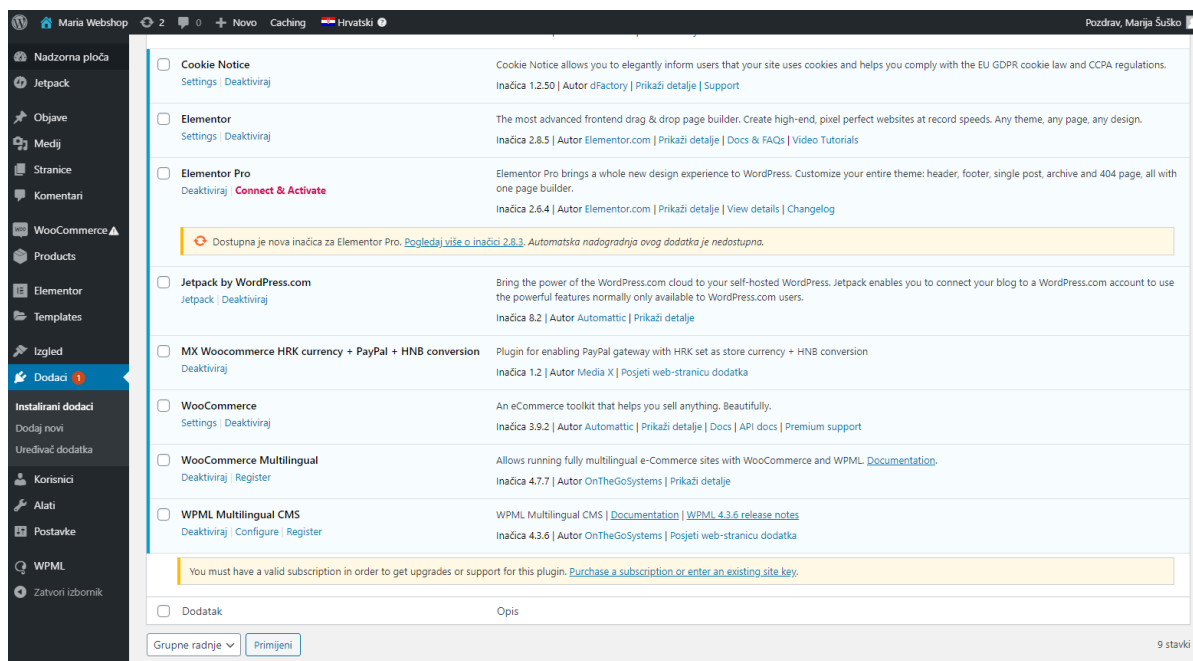 Maria Webshop 2 0 Novo Caching Hrvatski Pozdrav, Marija Šuško
Nadzorna ploča
Jetpack
Objave
Medij
Stranice
Komentari
WooCommerce
Products
Elementor
Templates
Izgled
Dodaci 1
Instalirani dodaci
Dodaj novi
Uređivač dodatka
Korisnici
Alati
Postavke
WPML
Zatvori izbornik
Cookie Notice
Settings | Deaktiviraj
Cookie Notice allows you to elegantly inform users that your site uses cookies and helps you comply with the EU GDPR cookie law and CCPA regulations.
Inačica 1.2.50 | Autor dFactory | Prikaži detalje | Support
Elementor
Settings | Deaktiviraj
The most advanced frontend drag & drop page builder. Create high-end, pixel perfect websites at record speeds. Any theme, any page, any design.
Inačica 2.8.5 | Autor Elementor.com | Prikaži detalje | Docs & FAQs | Video Tutorials
Elementor Pro
Deaktiviraj | Connect & Activate
Elementor Pro brings a whole new design experience to WordPress. Customize your entire theme: header, footer, single post, archive and 404 page, all with
one page builder.
Inačica 2.6.4 | Autor Elementor.com | Prikaži detalje | View details | Changelog
Dostupna je nova inačica za Elementor Pro. Pogledaj više o inačici 2.8.3. Automatska nadogradnja ovog dodatka je nedostupna.
Jetpack by WordPress.com
Jetpack | Deaktiviraj
Bring the power of the WordPress.com cloud to your self-hosted WordPress. Jetpack enables you to connect your blog to a WordPress.com account to use
the powerful features normally only available to WordPress.com users.
Inačica 8.2 | Autor Automattic | Prikaži detalje
MX Woocommerce HRK currency + PayPal + HNB conversion
Deaktiviraj
Plugin for enabling PayPal gateway with HRK set as store currency + HNB conversion
Inačica 1.2 | Autor Media X | Posjeti web-stranicu dodatka
WooCommerce
Settings | Deaktiviraj
An eCommerce toolkit that helps you sell anything. Beautifully.
Inačica 3.9.2 | Autor Automattic | Prikaži detalje | Docs | API docs | Premium support
WooCommerce Multilingual
Deaktiviraj | Register
Allows running fully multilingual e-Commerce sites with WooCommerce and WPML. Documentation.
Inačica 4.7.7 | Autor OnTheGoSystems | Prikaži detalje
WPML Multilingual CMS
Deaktiviraj | Configure | Register
WPML Multilingual CMS | Documentation | WPML 4.3.6 release notes
Inačica 4.3.6 | Autor OnTheGoSystems | Posjeti web-stranicu dodatka
You must have a valid subscription in order to get upgrades or support for this plugin. Purchase a subscription or enter an existing site key.
Dodatak Opis
Grupne radnje Primijeni 9 stavki